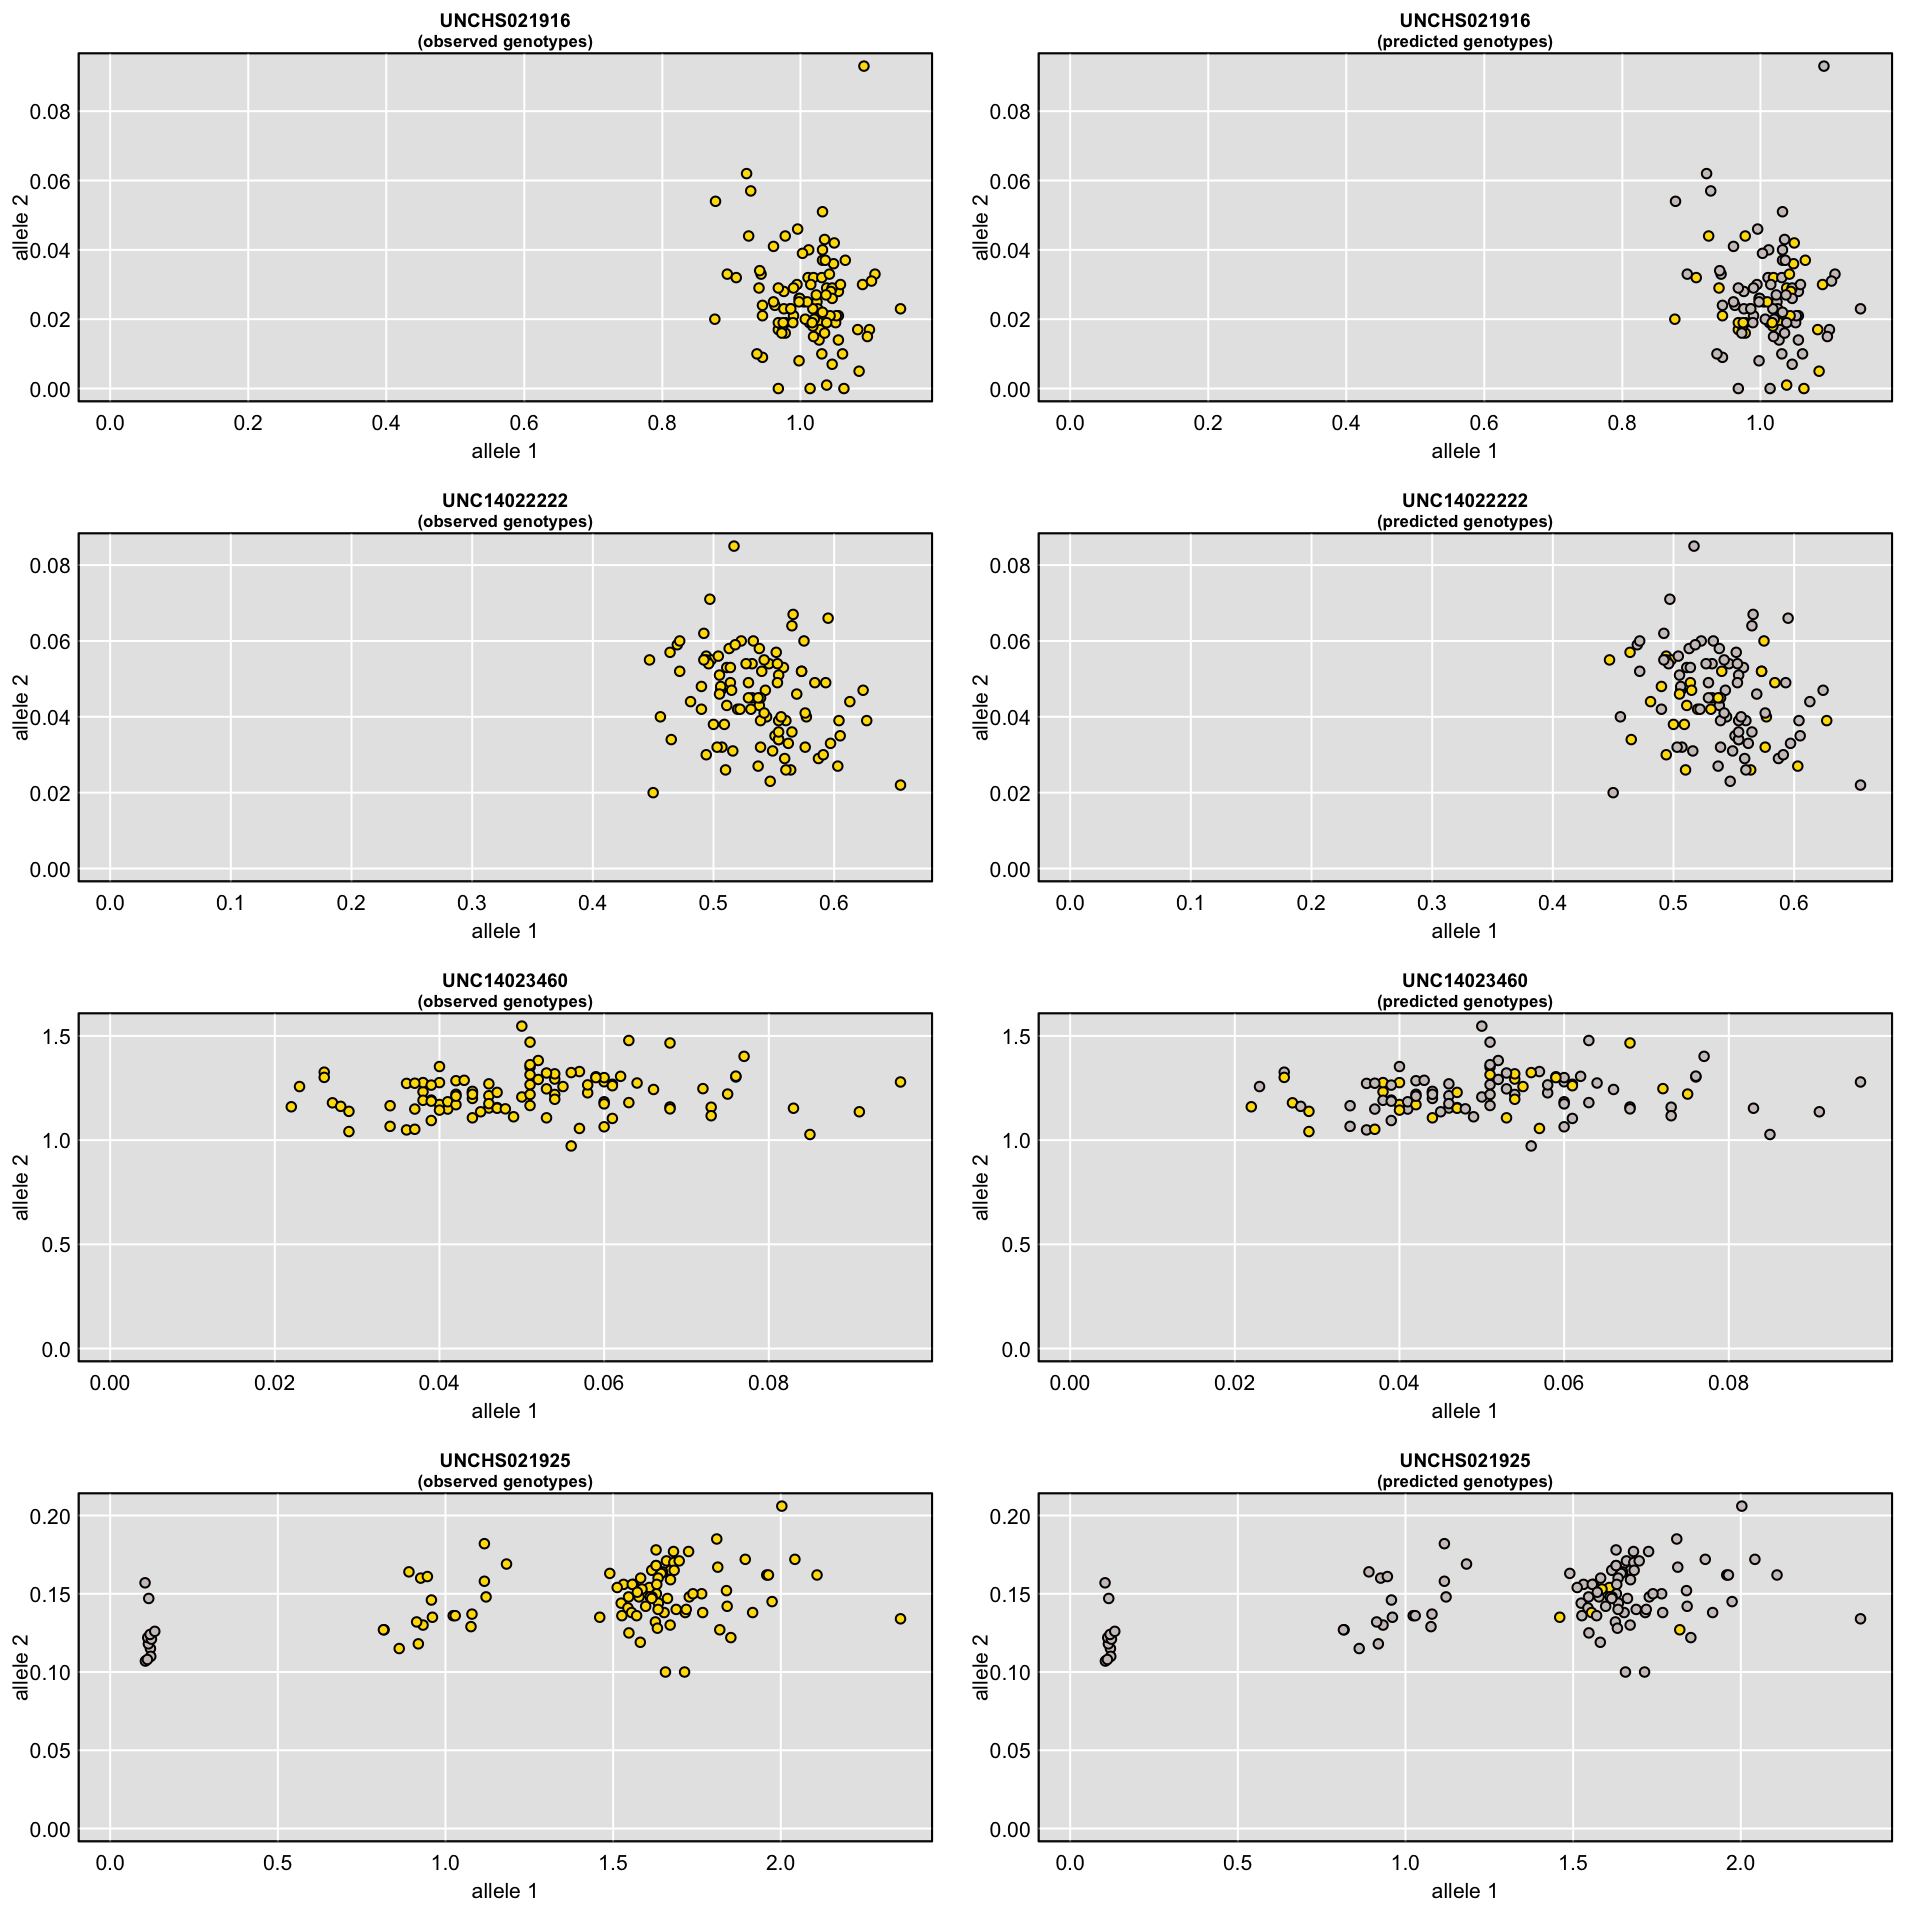 UNCHS021916
(observed genotypes)
0.08
0.06
0.04
0.02
0.00
allele 2
0.0 0.2 0.4 0.6 0.8 1.0
allele 1
UNCHS021916
(predicted genotypes)
0.08
0.06
0.04
0.02
0.00
allele 2
0.0 0.2 0.4 0.6 0.8 1.0
allele 1
UNC14022222
(observed genotypes)
0.08
0.06
0.04
0.02
0.00
allele 2
0.0 0.1 0.2 0.3 0.4 0.5 0.6
allele 1
UNC14022222
(predicted genotypes)
0.08
0.06
0.04
0.02
0.00
allele 2
0.0 0.1 0.2 0.3 0.4 0.5 0.6
allele 1
UNC14023460
(observed genotypes)
1.5
1.0
0.5
0.0
allele 2
0.00 0.02 0.04 0.06 0.08
allele 1
UNC14023460
(predicted genotypes)
1.5
1.0
0.5
0.0
allele 2
0.00 0.02 0.04 0.06 0.08
allele 1
UNCHS021925
(observed genotypes)
0.20
0.15
0.10
0.05
0.00
allele 2
0.0 0.5 1.0 1.5 2.0
allele 1
UNCHS021925
(predicted genotypes)
0.20
0.15
0.10
0.05
0.00
allele 2
0.0 0.5 1.0 1.5 2.0
allele 1